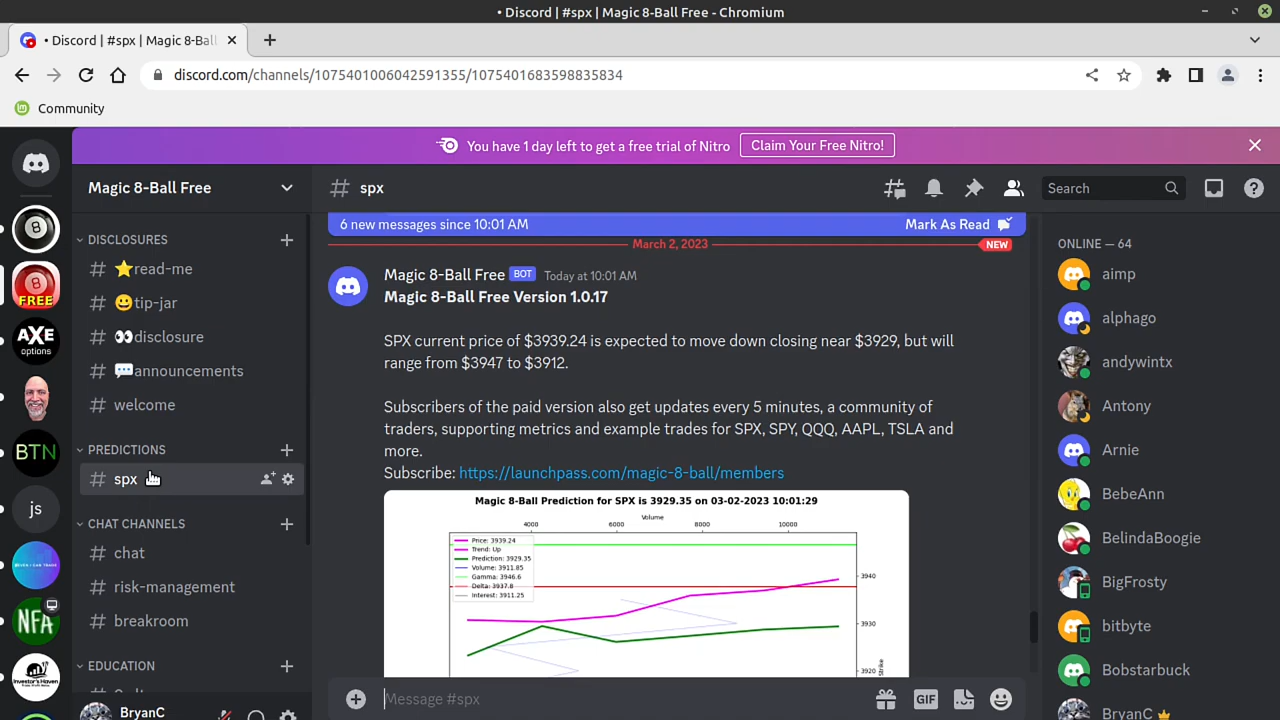 • Discord | #spx | Magic 8-Ball Free - Chromium
• Discord | #spx | Magic 8-Ball
discord.com/channels/1075401006042591355/1075401683598835834
Community
You have 1 day left to get a free trial of Nitro
Claim Your Free Nitro!
Magic 8-Ball Free
spx
Search
6 new messages since 10:01 AM
Mark As Read
March 2, 2023
NEW
DISCLOSURES
⭐read-me
😀tip-jar
👀disclosure
💬announcements
welcome
PREDICTIONS
spx
CHAT CHANNELS
chat
risk-management
breakroom
EDUCATION
BryanC
8
8
FREE
AXE
options
BTN
js
NFA
Magic 8-Ball Free BOT Today at 10:01 AM
Magic 8-Ball Free Version 1.0.17
SPX current price of $3939.24 is expected to move down closing near $3929, but will
range from $3947 to $3912.
Subscribers of the paid version also get updates every 5 minutes, a community of
traders, supporting metrics and example trades for SPX, SPY, QQQ, AAPL, TSLA and
more.
Subscribe: https://launchpass.com/magic-8-ball/members
Magic 8-Ball Prediction for SPX is 3929.35 on 03-02-2023 10:01:29
Volume
4000 6000 8000 10000
Price: 3939.24
Trend: Up
Prediction: 3929.35
Volume: 3911.85
Gamma: 3946.6
Delta: 3937.8
Interest: 3911.25
3940
3930
3920
Strike
Message #spx
GIF
ONLINE — 64
aimp
alphago
andywintx
Antony
Arnie
BebeAnn
BelindaBoogie
BigFrosty
bitbyte
Bobstarbuck
BryanC